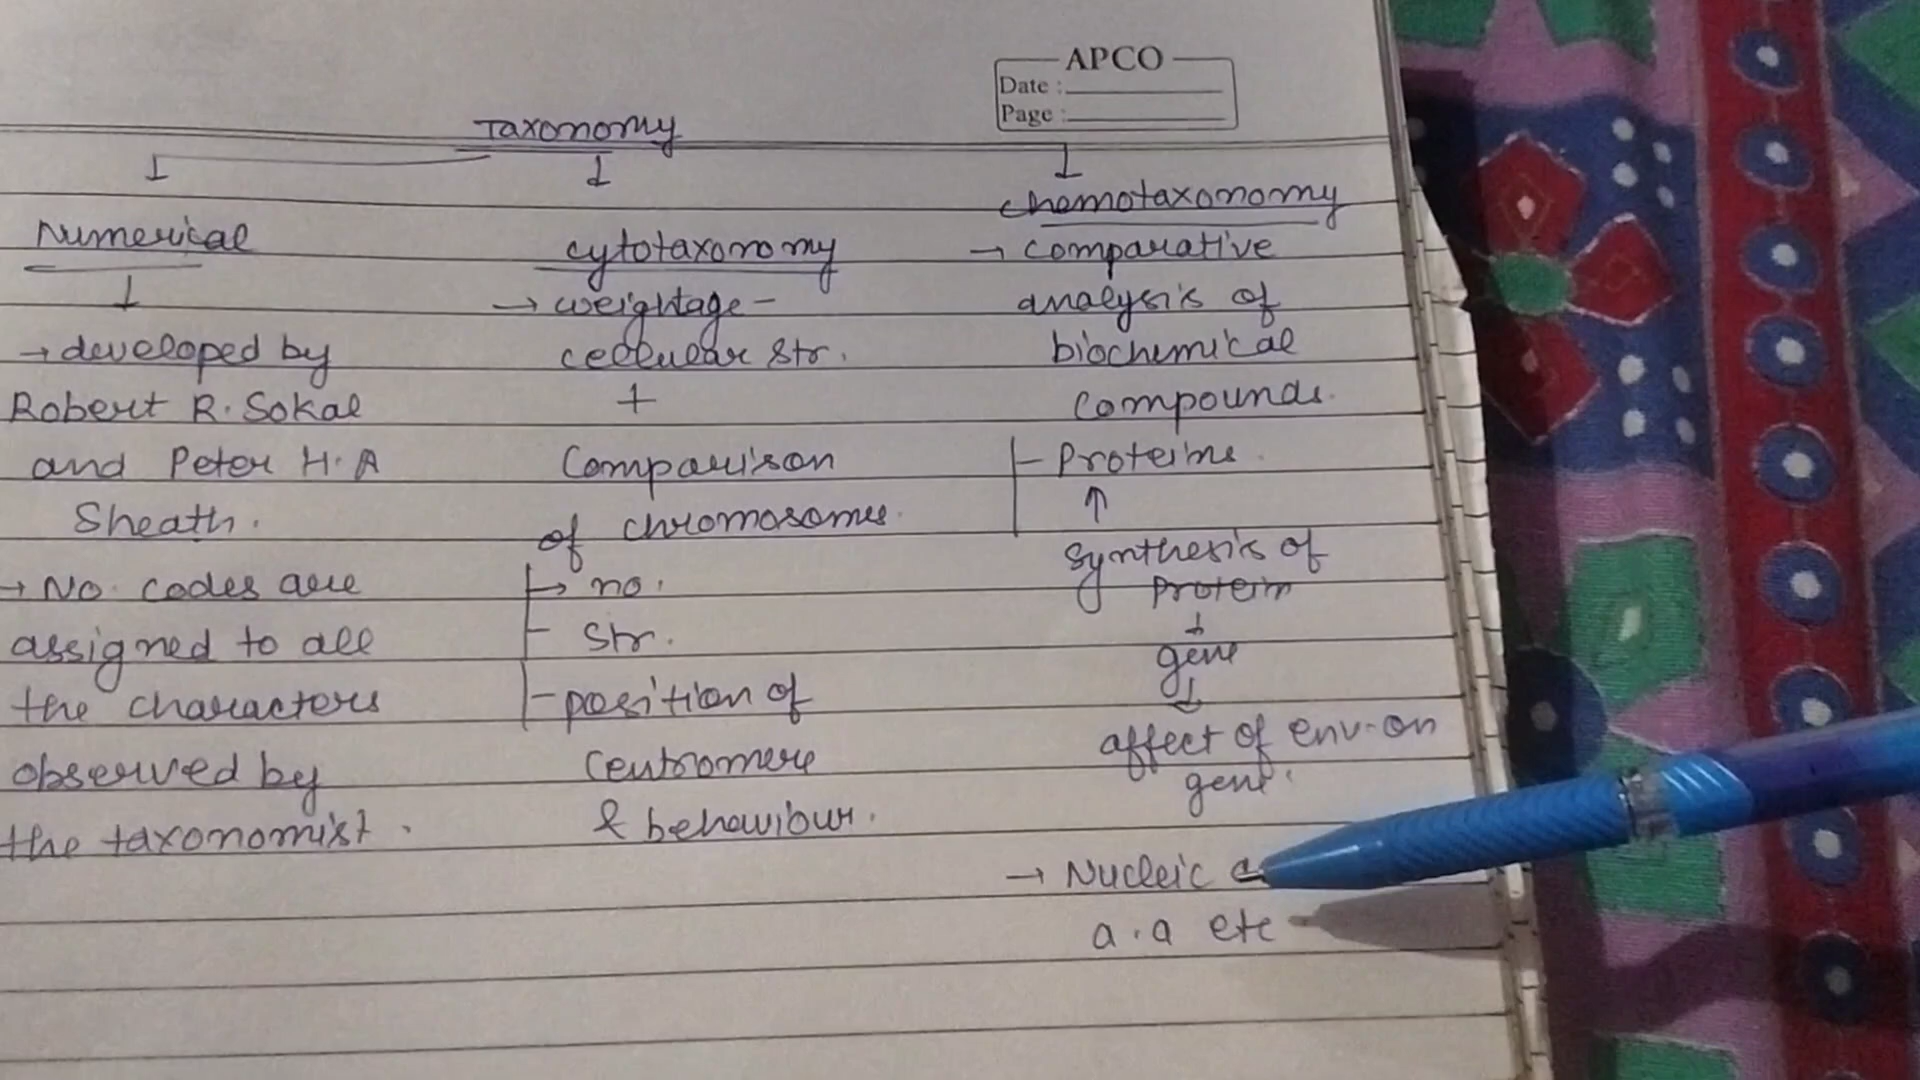 APCO
Date :
Page :
Taxonomy
Numerical
→ developed by
Robert R. Sokal
and Peter H. A
Sneath.
→ No. codes are
assigned to all
the characters
observed by
the taxonomist.
cytotaxonomy
→ weightage -
cellular str.
+
Comparison
of chromosomes.
→ no.
- str.
- position of
centromere
& behaviour.
chemotaxonomy
→ comparative
analysis of
biochemical
compounds.
- Proteins.
↑
synthesis of
protein
↓
gene
↓
affect of env. on
gene.
→ Nucleic
a.a etc